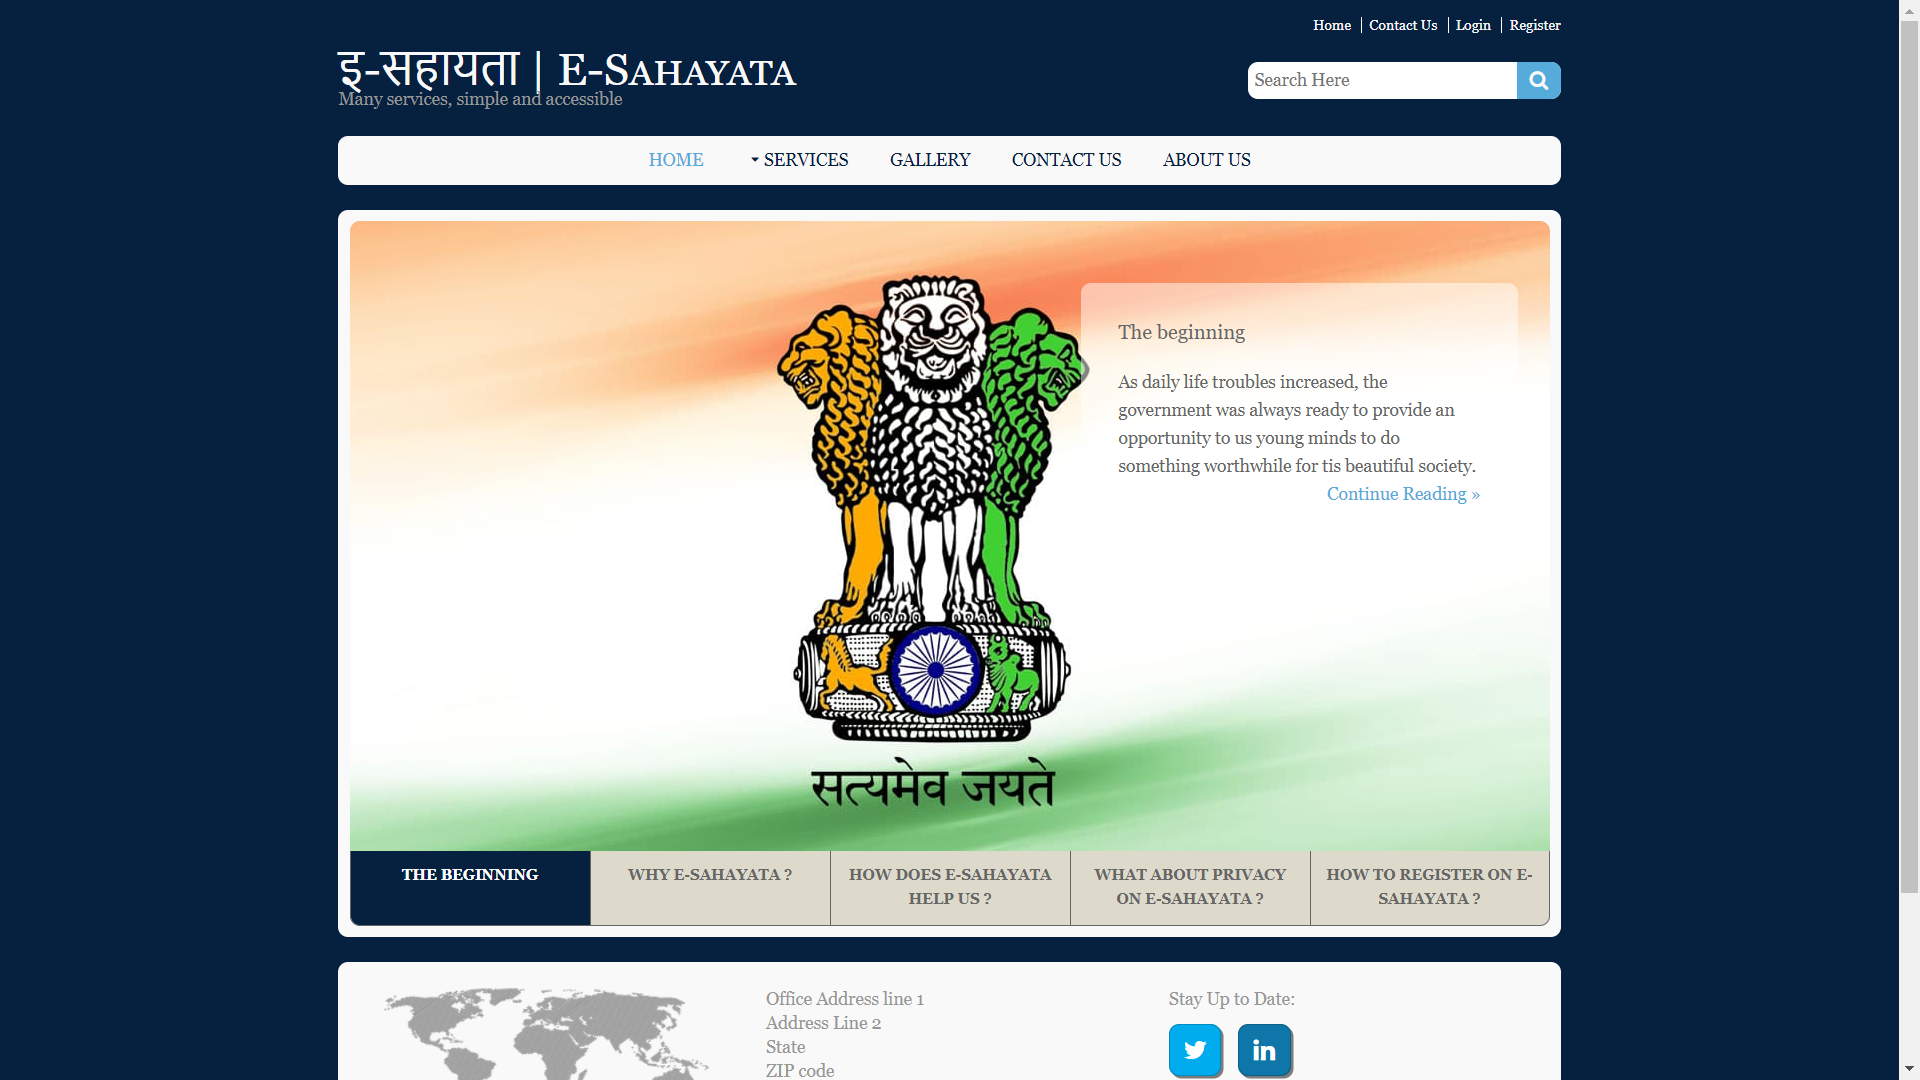 Home
Contact Us
Login
Register
इ-सहायता | E-Sahayata
Many services, simple and accessible
Search Here
HOME
SERVICES
GALLERY
CONTACT US
ABOUT US
The beginning
As daily life troubles increased, the
government was always ready to provide an
opportunity to us young minds to do
something worthwhile for tis beautiful society.
Continue Reading »
सत्यमेव जयते
THE BEGINNING
WHY E-SAHAYATA ?
HOW DOES E-SAHAYATA
HELP US ?
WHAT ABOUT PRIVACY
ON E-SAHAYATA ?
HOW TO REGISTER ON E-
SAHAYATA ?
Office Address line 1
Address Line 2
State
ZIP code
Stay Up to Date:
in